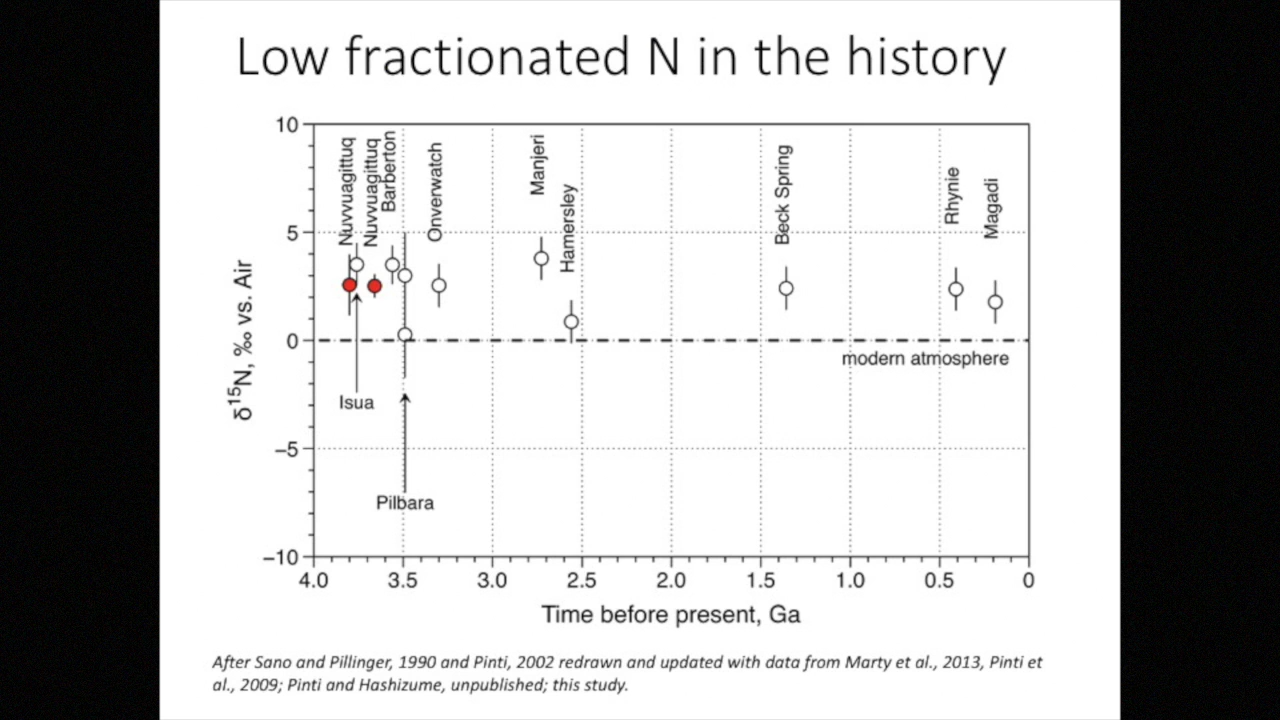 Low fractionated N in the history
10
5
0
−5
−10
δ¹⁵N, ‰ vs. Air
Nuvvuagittuq
Nuvvuagittuq
Barberton
Onverwatch
Manjeri
Hamersley
Beck Spring
Rhynie
Magadi
modern atmosphere
Isua
Pilbara
4.0 3.5 3.0 2.5 2.0 1.5 1.0 0.5 0
Time before present, Ga
After Sano and Pillinger, 1990 and Pinti, 2002 redrawn and updated with data from Marty et al., 2013, Pinti et
al., 2009; Pinti and Hashizume, unpublished; this study.